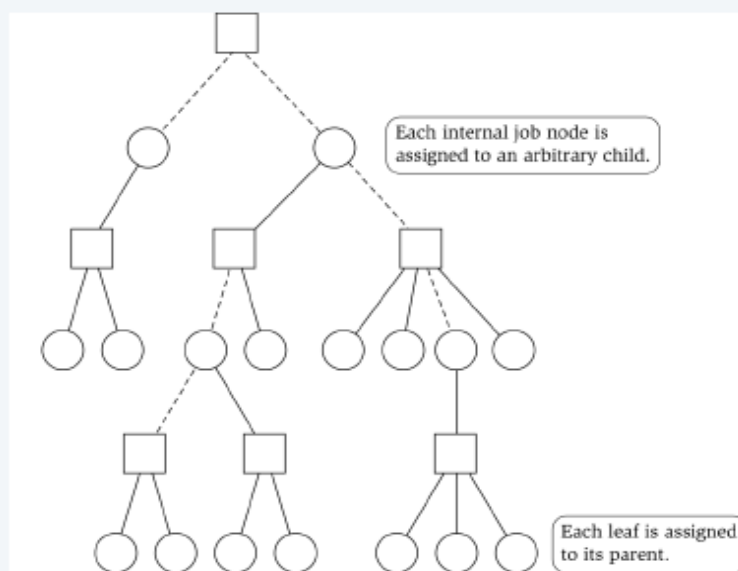 Each internal job node is
assigned to an arbitrary child.
Each leaf is assigned
to its parent.